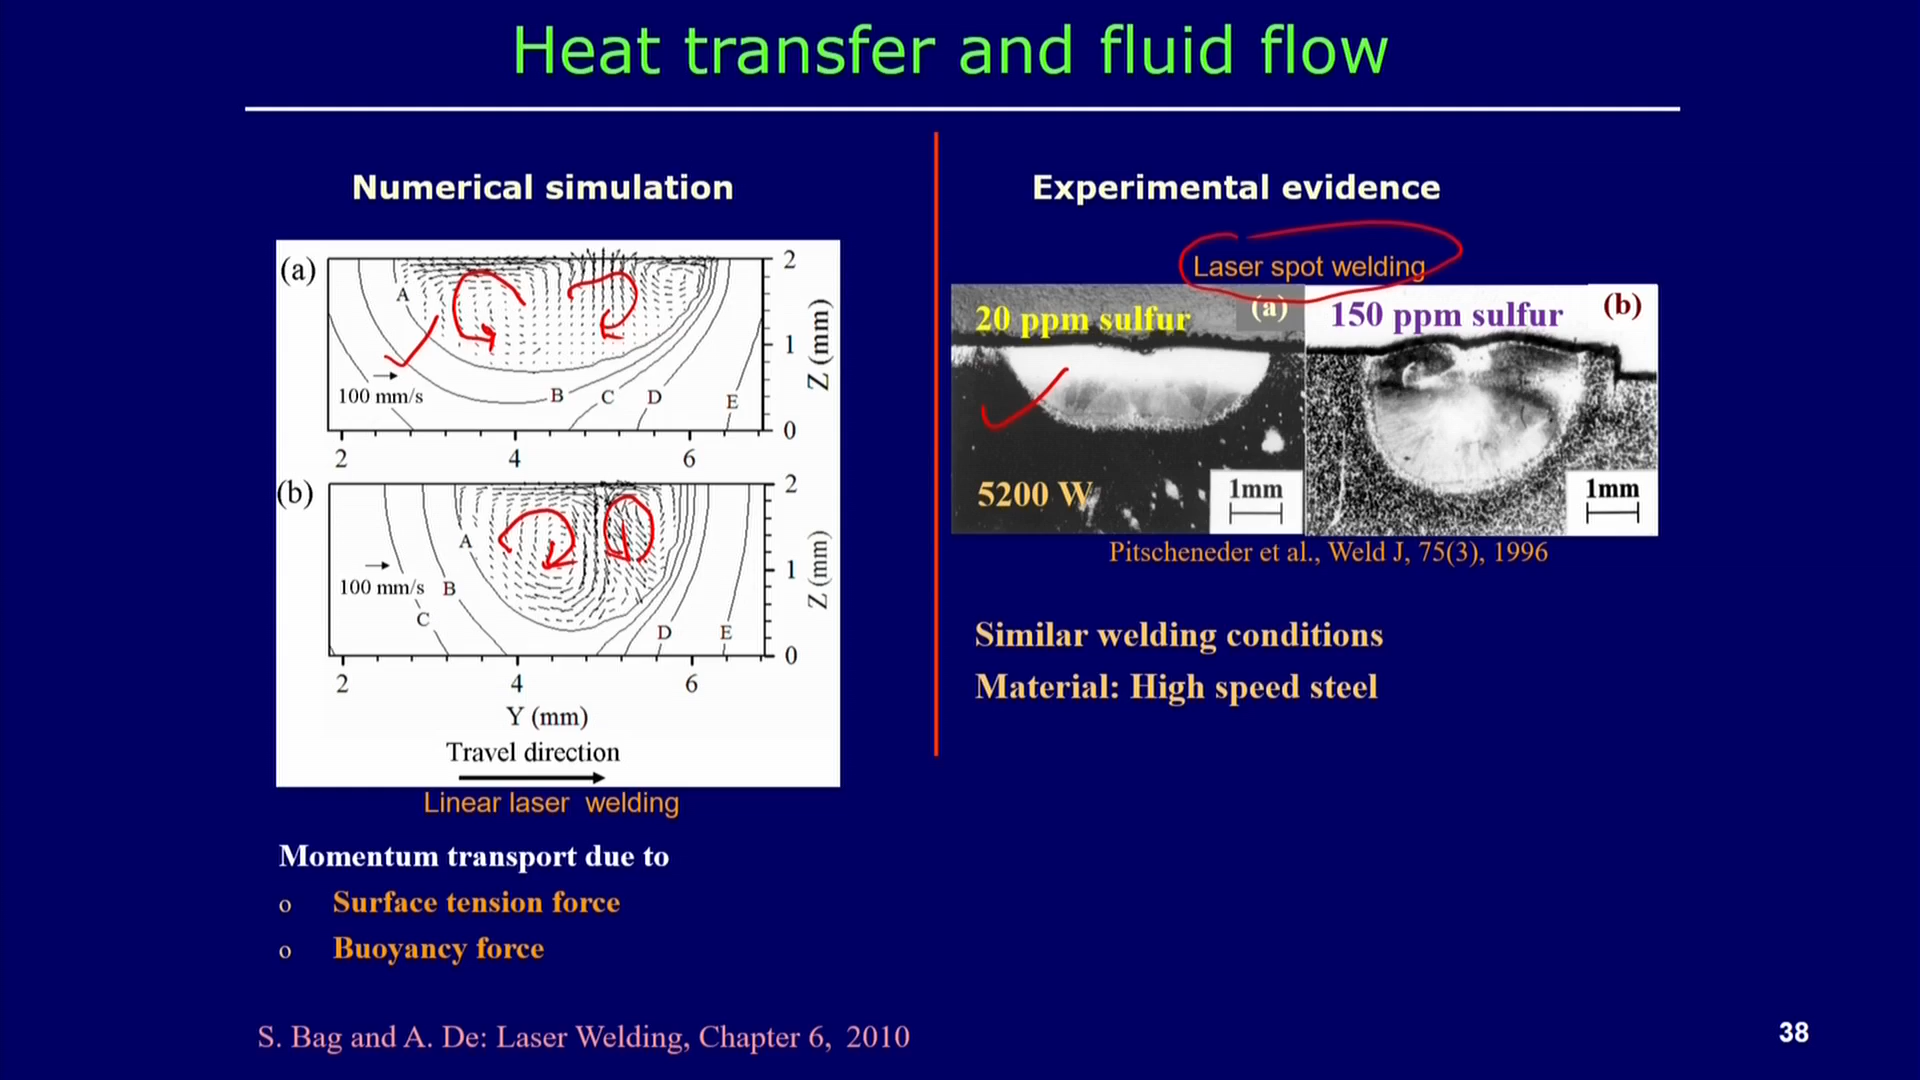 Heat transfer and fluid flow
Numerical simulation
(a)
A
100 mm/s
B
C
D
E
2
1
0
Z (mm)
2
4
6
(b)
A
100 mm/s
B
C
D
E
2
1
0
Z (mm)
2
4
6
Y (mm)
Travel direction
Linear laser welding
Momentum transport due to
o Surface tension force
o Buoyancy force
Experimental evidence
Laser spot welding
20 ppm sulfur
(a)
5200 W
1mm
150 ppm sulfur
(b)
1mm
Pitscheneder et al., Weld J, 75(3), 1996
Similar welding conditions
Material: High speed steel
S. Bag and A. De: Laser Welding, Chapter 6, 2010
38